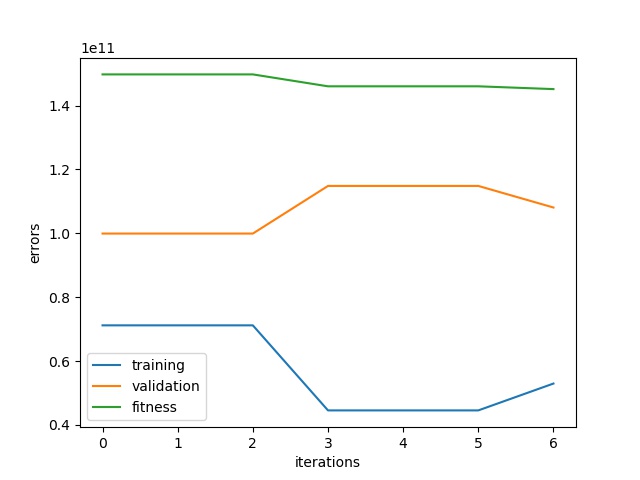 1e11
1.4
1.2
1.0
0.8
0.6
0.4
errors
training
validation
fitness
0 1 2 3 4 5 6
iterations